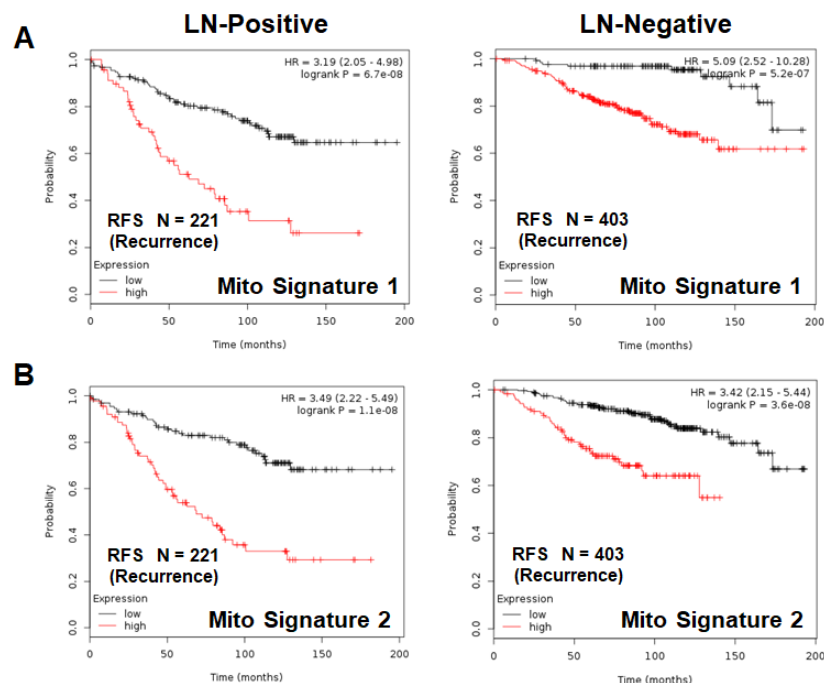 LN-Positive
LN-Negative
A
HR = 3.19 (2.05 - 4.98)
logrank P = 6.7e-08
Probability
1.0
0.8
0.6
0.4
0.2
0.0
RFS N = 221
(Recurrence)
Expression
low
high
Mito Signature 1
0
50
100
150
200
Time (months)
HR = 5.09 (2.52 - 10.28)
logrank P = 5.2e-07
Probability
1.0
0.8
0.6
0.4
0.2
0.0
RFS N = 403
(Recurrence)
Expression
low
high
Mito Signature 1
0
50
100
150
200
Time (months)
B
HR = 3.49 (2.22 - 5.49)
logrank P = 1.1e-08
Probability
1.0
0.8
0.6
0.4
0.2
0.0
RFS N = 221
(Recurrence)
Expression
low
high
Mito Signature 2
0
50
100
150
200
Time (months)
HR = 3.42 (2.15 - 5.44)
logrank P = 3.6e-08
Probability
1.0
0.8
0.6
0.4
0.2
0.0
RFS N = 403
(Recurrence)
Expression
low
high
Mito Signature 2
0
50
100
150
200
Time (months)